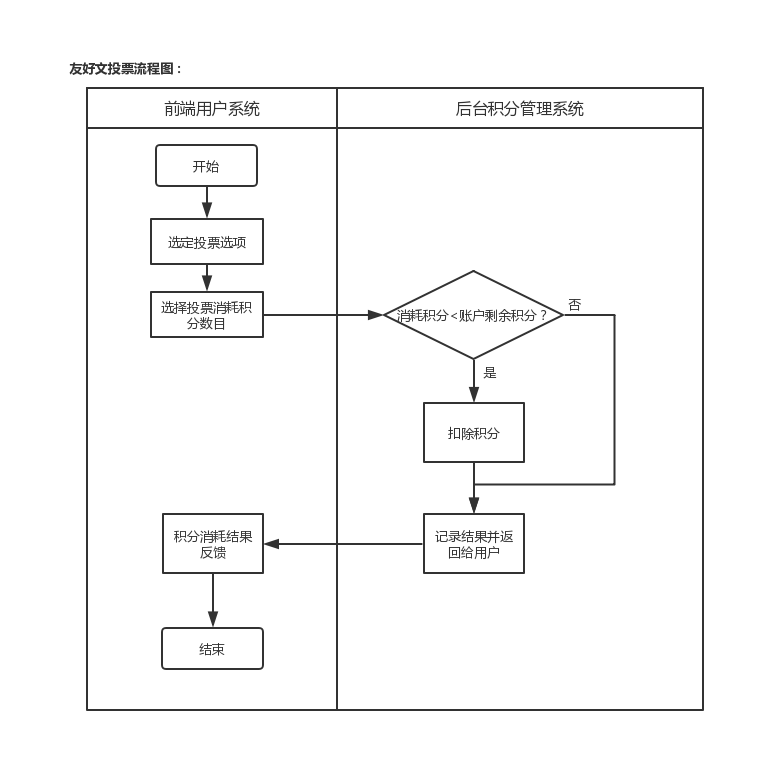 友好文投票流程图：
前端用户系统
后台积分管理系统
开始
选定投票选项
选择投票消耗积
分数目
消耗积分<账户剩余积分？
否
是
扣除积分
积分消耗结果
反馈
记录结果并返
回给用户
结束